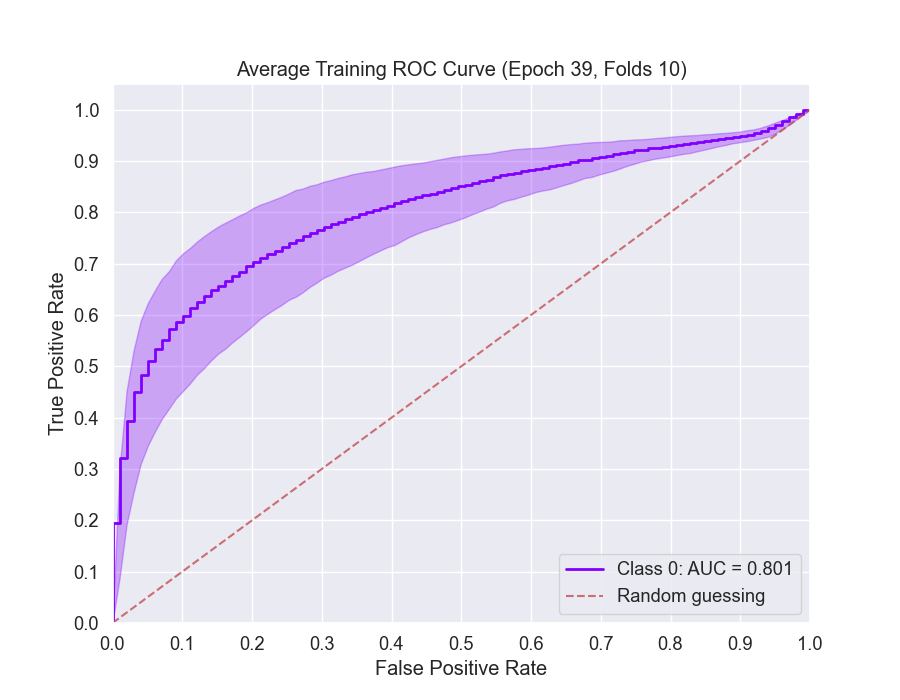 Average Training ROC Curve (Epoch 39, Folds 10)
True Positive Rate
1.0
0.9
0.8
0.7
0.6
0.5
0.4
0.3
0.2
0.1
0.0
Class 0: AUC = 0.801
Random guessing
0.0 0.1 0.2 0.3 0.4 0.5 0.6 0.7 0.8 0.9 1.0
False Positive Rate